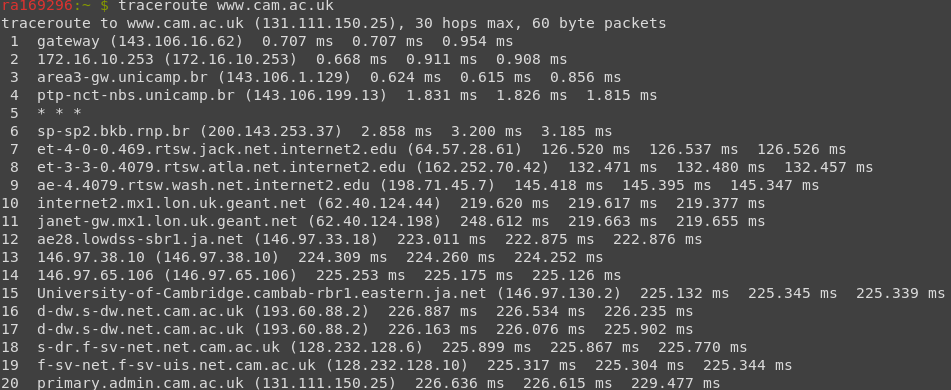 ra169296:~ $ traceroute www.cam.ac.uk
traceroute to www.cam.ac.uk (131.111.150.25), 30 hops max, 60 byte packets
1 gateway (143.106.16.62) 0.707 ms 0.707 ms 0.954 ms
2 172.16.10.253 (172.16.10.253) 0.668 ms 0.911 ms 0.908 ms
3 area3-gw.unicamp.br (143.106.1.129) 0.624 ms 0.615 ms 0.856 ms
4 ptp-nct-nbs.unicamp.br (143.106.199.13) 1.831 ms 1.826 ms 1.815 ms
5 * * *
6 sp-sp2.bkb.rnp.br (200.143.253.37) 2.858 ms 3.200 ms 3.185 ms
7 et-4-0-0.469.rtsw.jack.net.internet2.edu (64.57.28.61) 126.520 ms 126.537 ms 126.526 ms
8 et-3-3-0.4079.rtsw.atla.net.internet2.edu (162.252.70.42) 132.471 ms 132.480 ms 132.457 ms
9 ae-4.4079.rtsw.wash.net.internet2.edu (198.71.45.7) 145.418 ms 145.395 ms 145.347 ms
10 internet2.mx1.lon.uk.geant.net (62.40.124.44) 219.620 ms 219.617 ms 219.377 ms
11 janet-gw.mx1.lon.uk.geant.net (62.40.124.198) 248.612 ms 219.663 ms 219.655 ms
12 ae28.lowdss-sbr1.ja.net (146.97.33.18) 223.011 ms 222.875 ms 222.876 ms
13 146.97.38.10 (146.97.38.10) 224.309 ms 224.260 ms 224.252 ms
14 146.97.65.106 (146.97.65.106) 225.253 ms 225.175 ms 225.126 ms
15 University-of-Cambridge.cambab-rbr1.eastern.ja.net (146.97.130.2) 225.132 ms 225.345 ms 225.339 ms
16 d-dw.s-dw.net.cam.ac.uk (193.60.88.2) 226.887 ms 226.534 ms 226.235 ms
17 d-dw.s-dw.net.cam.ac.uk (193.60.88.2) 226.163 ms 226.076 ms 225.902 ms
18 s-dr.f-sv-net.net.cam.ac.uk (128.232.128.6) 225.899 ms 225.867 ms 225.770 ms
19 f-sv-net.f-sv-uis.net.cam.ac.uk (128.232.128.10) 225.317 ms 225.304 ms 225.344 ms
20 primary.admin.cam.ac.uk (131.111.150.25) 226.636 ms 226.615 ms 229.477 ms